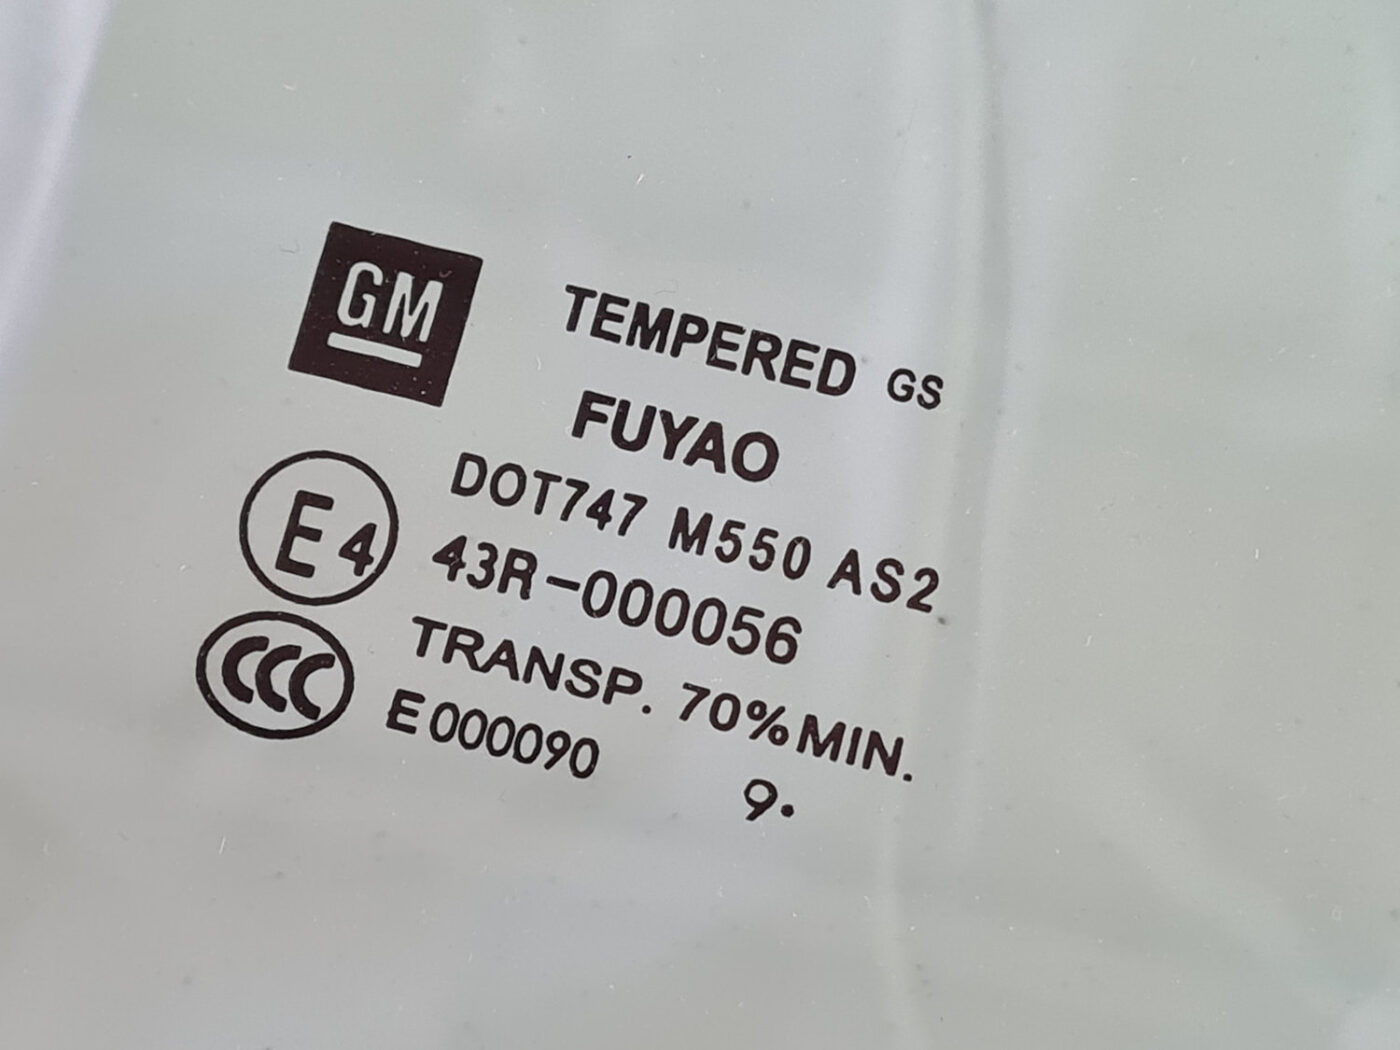 GM
TEMPERED GS
FUYAO
DOT747 M550 AS2
E4 43R-000056
CCC TRANSP. 70%MIN.
E000090
9.